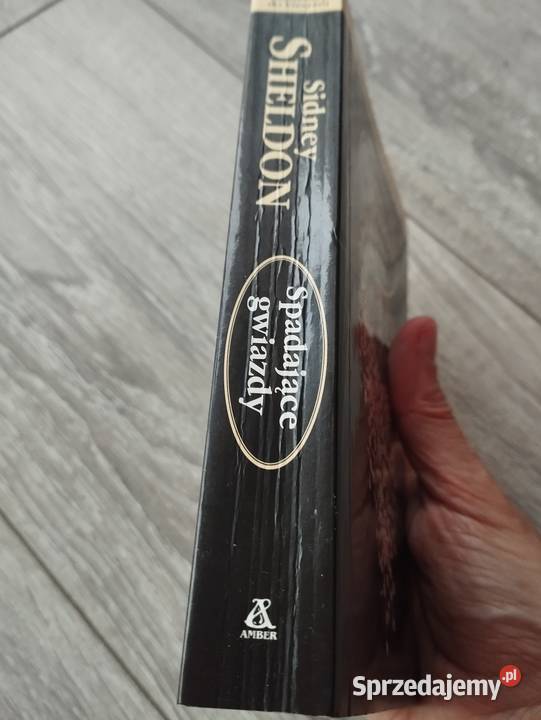 Sidney
SHELDON
Spadające
gwiazdy
AMBER
Sprzedajemy.pl